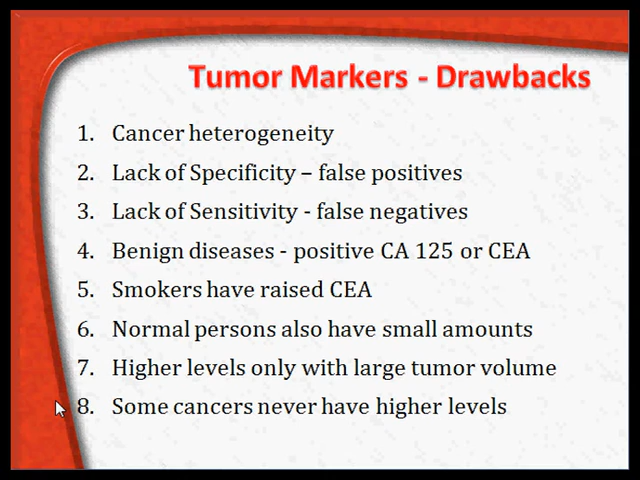 Tumor Markers - Drawbacks
1. Cancer heterogeneity
2. Lack of Specificity – false positives
3. Lack of Sensitivity - false negatives
4. Benign diseases - positive CA 125 or CEA
5. Smokers have raised CEA
6. Normal persons also have small amounts
7. Higher levels only with large tumor volume
8. Some cancers never have higher levels